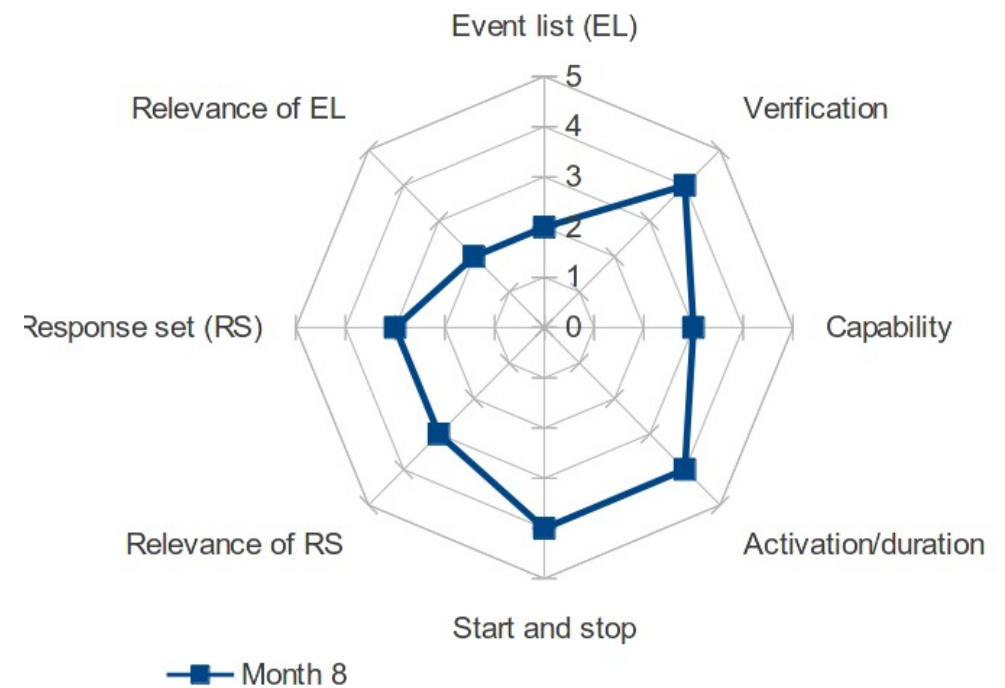 Event list (EL)
5
Relevance of EL
Verification
4
3
2
1
Response set (RS)
0
Capability
Relevance of RS
Activation/duration
Start and stop
Month 8